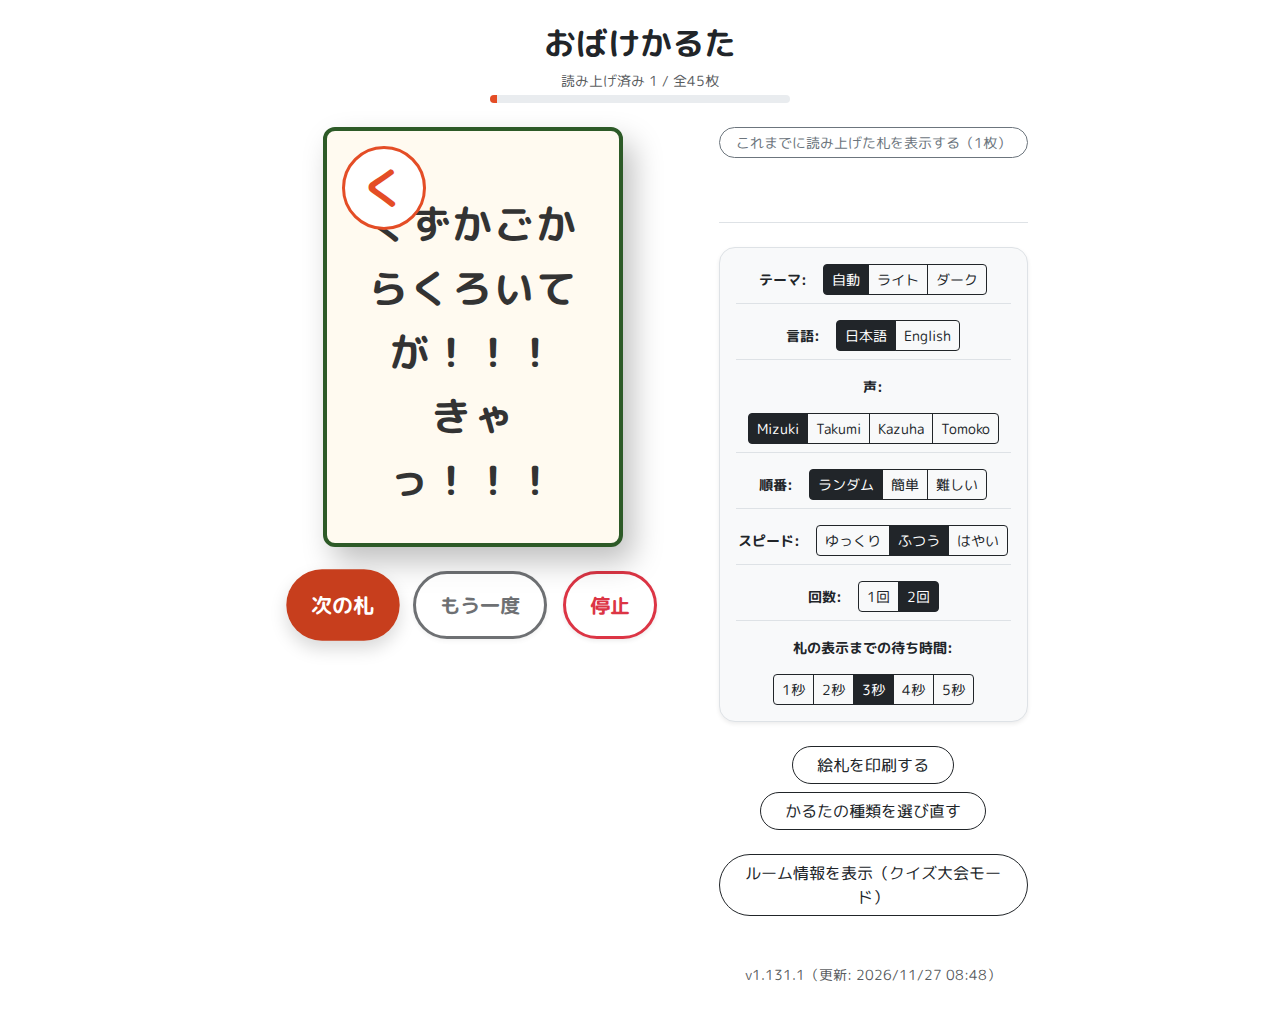 おばけかるた
読み上げ済み 1 / 全45枚
く
くずかごか
らくろいて
が！！！
きゃ
っ！！！
次の札
もう一度
停止
これまでに読み上げた札を表示する（1枚）
テーマ: 自動 ライト ダーク
言語: 日本語 English
声:
Mizuki Takumi Kazuha Tomoko
順番: ランダム 簡単 難しい
スピード: ゆっくり ふつう はやい
回数: 1回 2回
札の表示までの待ち時間:
1秒 2秒 3秒 4秒 5秒
絵札を印刷する
かるたの種類を選び直す
ルーム情報を表示（クイズ大会モー
ド）
v1.131.1（更新: 2026/11/27 08:48）